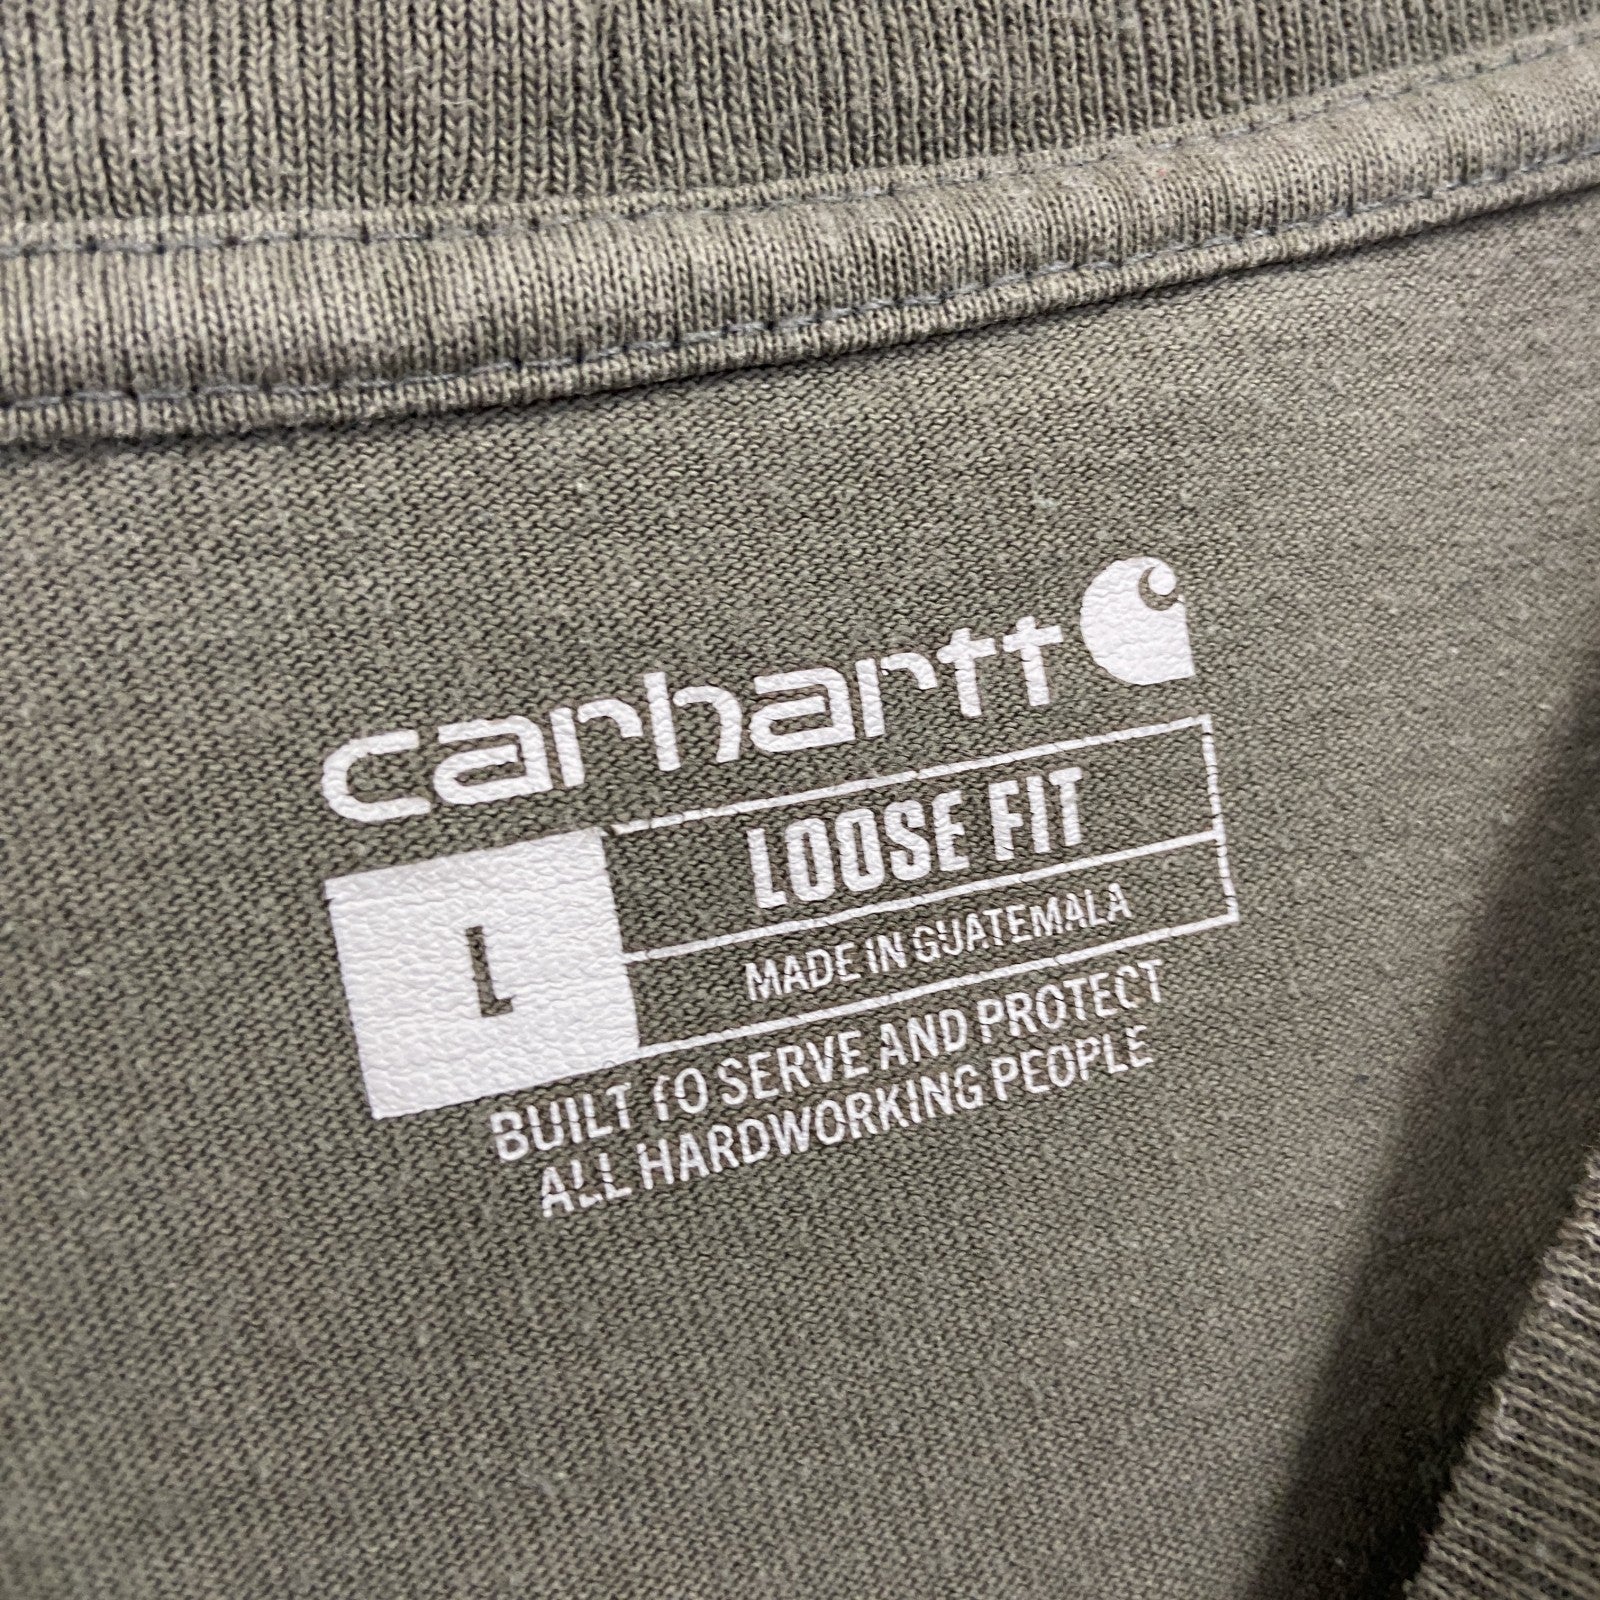 carhartt
L
LOOSE FIT
MADE IN GUATEMALA
BUILT TO SERVE AND PROTECT
ALL HARDWORKING PEOPLE